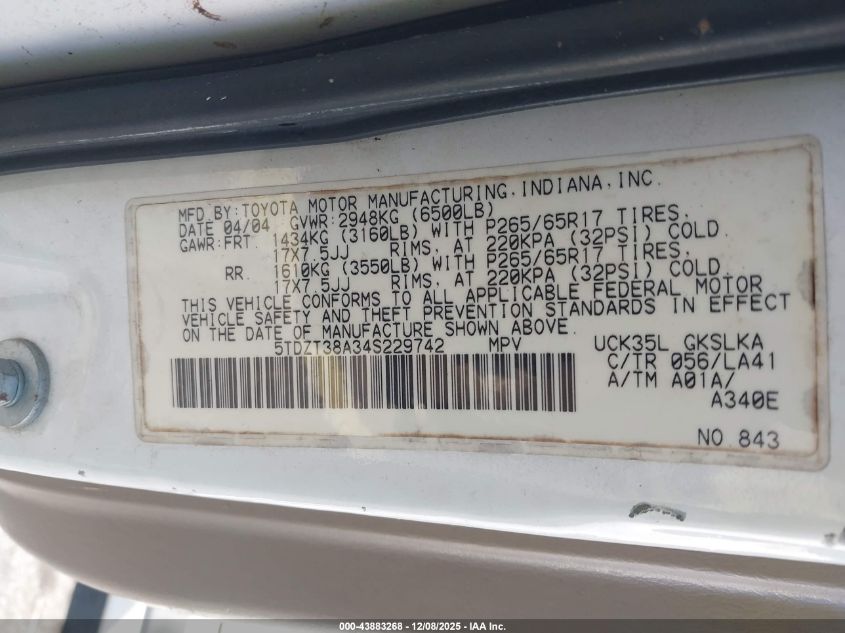 MFD BY:TOYOTA MOTOR MANUFACTURING, INDIANA, INC.
DATE 04/04 GVWR:2948KG (6500LB)
GAWR:FRT 1434KG (3160LB) WITH P265/65R17 TIRES,
17X7.5JJ RIMS, AT 220KPA (32PSI) COLD.
RR 1610KG (3550LB) WITH P265/65R17 TIRES,
17X7.5JJ RIMS, AT 220KPA (32PSI) COLD.
THIS VEHICLE CONFORMS TO ALL APPLICABLE FEDERAL MOTOR
VEHICLE SAFETY AND THEFT PREVENTION STANDARDS IN EFFECT
ON THE DATE OF MANUFACTURE SHOWN ABOVE.
5TDZT38A34S229742 MPV UCK35L GKSLKA
C/TR 056/LA41
A/TM A01A/
A340E
NO.843
000-43883268 - 12/08/2025 - IAA Inc.